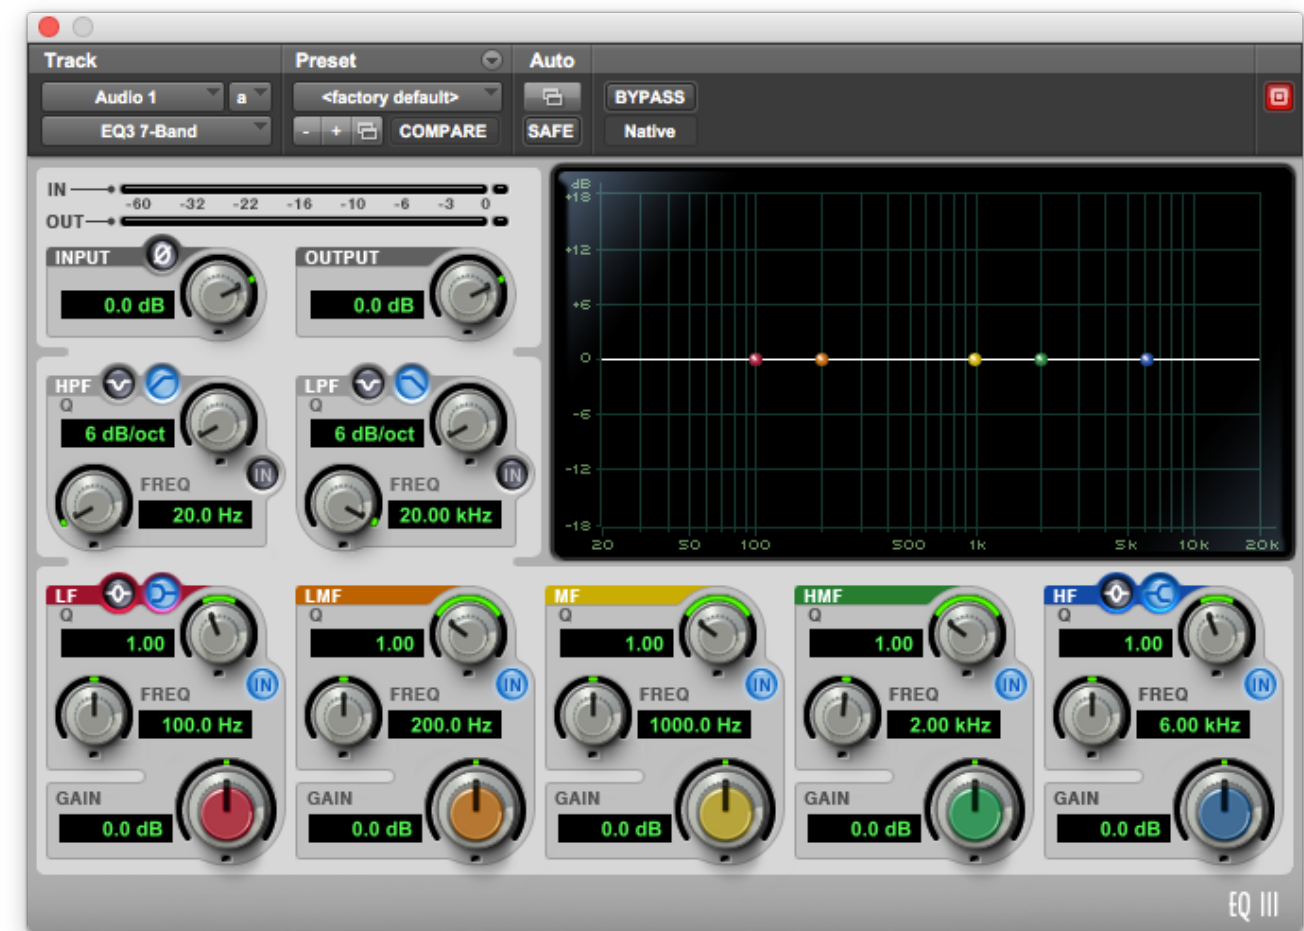 Track Preset Auto
Audio 1 a <factory default> BYPASS
EQ3 7-Band - + COMPARE SAFE Native
IN
-60 -32 -22 -16 -10 -6 -3 0
OUT
INPUT Ø OUTPUT
0.0 dB 0.0 dB
HPF LPF
Q Q
6 dB/oct 6 dB/oct
IN IN
FREQ FREQ
20.0 Hz 20.00 kHz
dB
+18
+12
+6
0
-6
-12
-18
20 50 100 500 1k 5k 10k 20k
LF LMF MF HMF HF
Q Q Q Q Q
1.00 1.00 1.00 1.00 1.00
IN IN IN IN IN
FREQ FREQ FREQ FREQ FREQ
100.0 Hz 200.0 Hz 1000.0 Hz 2.00 kHz 6.00 kHz
GAIN GAIN GAIN GAIN GAIN
0.0 dB 0.0 dB 0.0 dB 0.0 dB 0.0 dB
EQ III